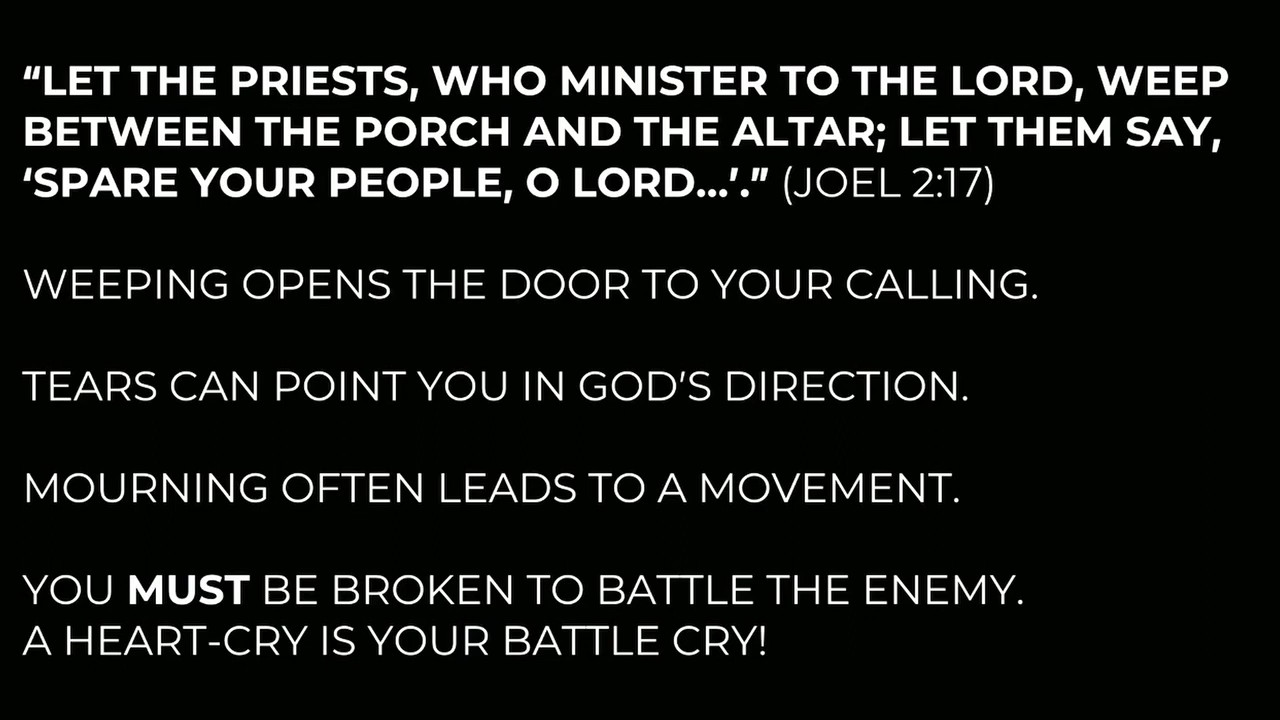 “LET THE PRIESTS, WHO MINISTER TO THE LORD, WEEP
BETWEEN THE PORCH AND THE ALTAR; LET THEM SAY,
‘SPARE YOUR PEOPLE, O LORD...’.” (JOEL 2:17)
WEEPING OPENS THE DOOR TO YOUR CALLING.
TEARS CAN POINT YOU IN GOD’S DIRECTION.
MOURNING OFTEN LEADS TO A MOVEMENT.
YOU MUST BE BROKEN TO BATTLE THE ENEMY.
A HEART-CRY IS YOUR BATTLE CRY!